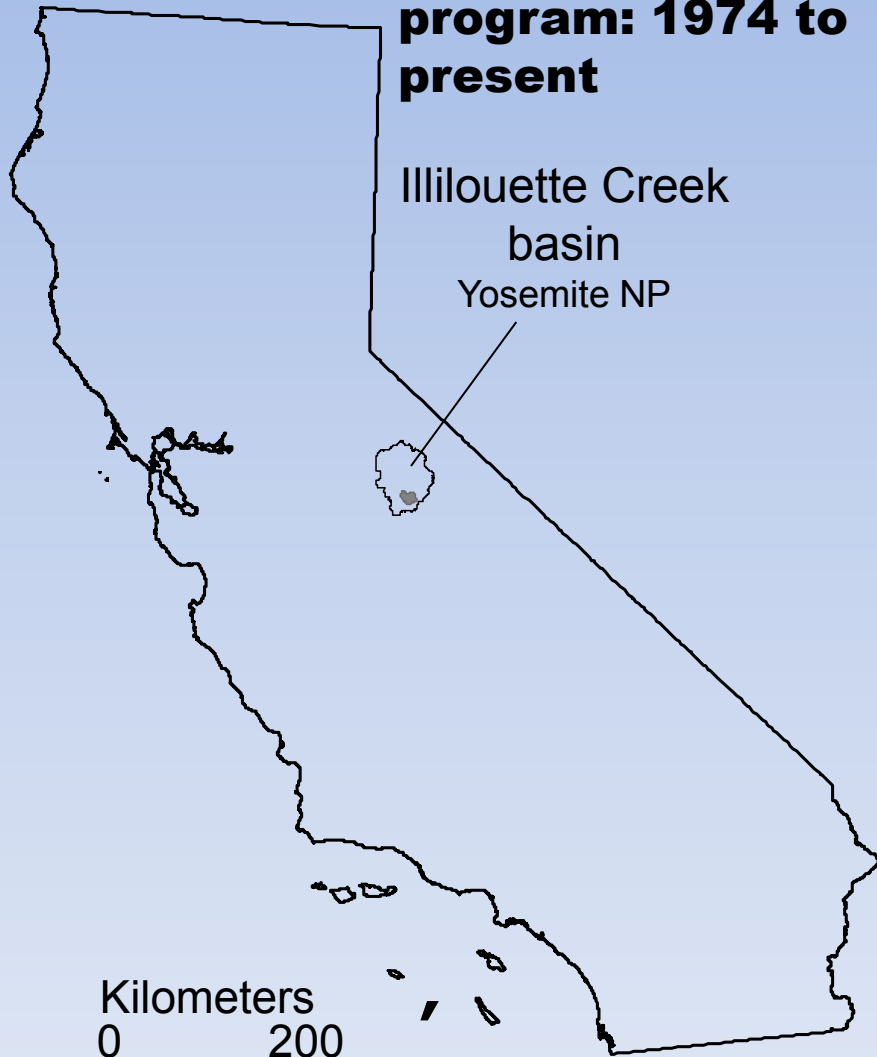 program: 1974 to
present
Illilouette Creek
basin
Yosemite NP
Kilometers
0 200